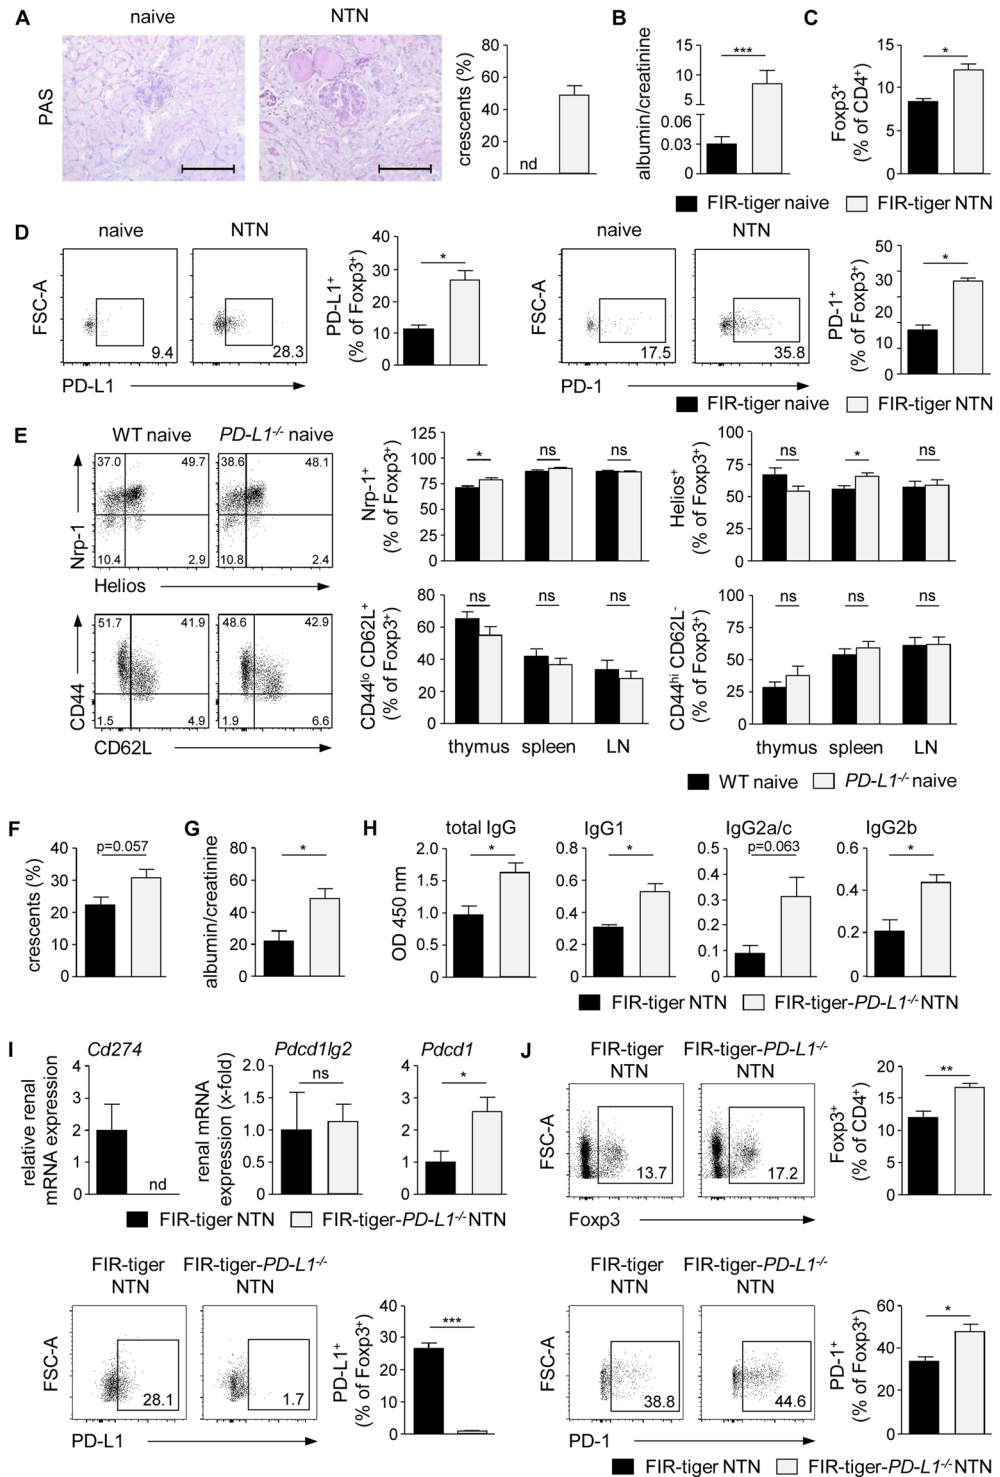 A
naive
NTN
PAS
crescents (%)
80
60
40
20
0
nd
B
albumin/creatinine
15
10
5
0.06
0.03
0
***
C
Foxp3+
(% of CD4+)
15
10
5
0
*
FIR-tiger naive
FIR-tiger NTN
D
naive
NTN
FSC-A
9.4
28.3
PD-L1
PD-L1+
(% of Foxp3+)
40
30
20
10
0
*
naive
NTN
FSC-A
17.5
35.8
PD-1
PD-1+
(% of Foxp3+)
50
40
30
20
10
0
*
FIR-tiger naive
FIR-tiger NTN
E
WT naive
PD-L1-/- naive
37.0
49.7
38.6
48.1
Nrp-1
10.4
2.9
10.8
2.4
Helios
Nrp-1+
(% of Foxp3+)
125
100
75
50
25
0
*
ns
ns
Helios+
(% of Foxp3+)
100
75
50
25
0
ns
*
ns
51.7
41.9
48.6
42.9
CD44
1.5
4.9
1.9
6.6
CD62L
CD44lo CD62L+
(% of Foxp3+)
80
60
40
20
0
ns
ns
ns
thymus
spleen
LN
CD44hi CD62L-
(% of Foxp3+)
100
75
50
25
0
ns
ns
ns
thymus
spleen
LN
WT naive
PD-L1-/- naive
F
crescents (%)
40
30
20
10
0
p=0.057
G
albumin/creatinine
80
60
40
20
0
*
H
total IgG
OD 450 nm
2.0
1.5
1.0
0.5
0
*
IgG1
0.8
0.6
0.4
0.2
0
*
IgG2a/c
p=0.063
0.5
0.4
0.3
0.2
0.1
0
IgG2b
0.6
0.4
0.2
0
*
FIR-tiger NTN
FIR-tiger-PD-L1-/-NTN
I
Cd274
relative renal
mRNA expression
4
3
2
1
0
nd
Pdcd1lg2
renal mRNA
expression (x-fold)
2.0
1.5
1.0
0.5
0
ns
Pdcd1
4
3
2
1
0
*
FIR-tiger NTN
FIR-tiger-PD-L1-/-NTN
FIR-tiger
NTN
FIR-tiger-PD-L1-/-
NTN
FSC-A
28.1
1.7
PD-L1
PD-L1+
(% of Foxp3+)
40
30
20
10
0
***
J
FIR-tiger
NTN
FIR-tiger-PD-L1-/-
NTN
FSC-A
13.7
17.2
Foxp3
Foxp3+
(% of CD4+)
20
15
10
5
0
**
FIR-tiger
NTN
FIR-tiger-PD-L1-/-
NTN
FSC-A
38.8
44.6
PD-1
PD-1+
(% of Foxp3+)
60
40
20
0
*
FIR-tiger NTN
FIR-tiger-PD-L1-/-NTN